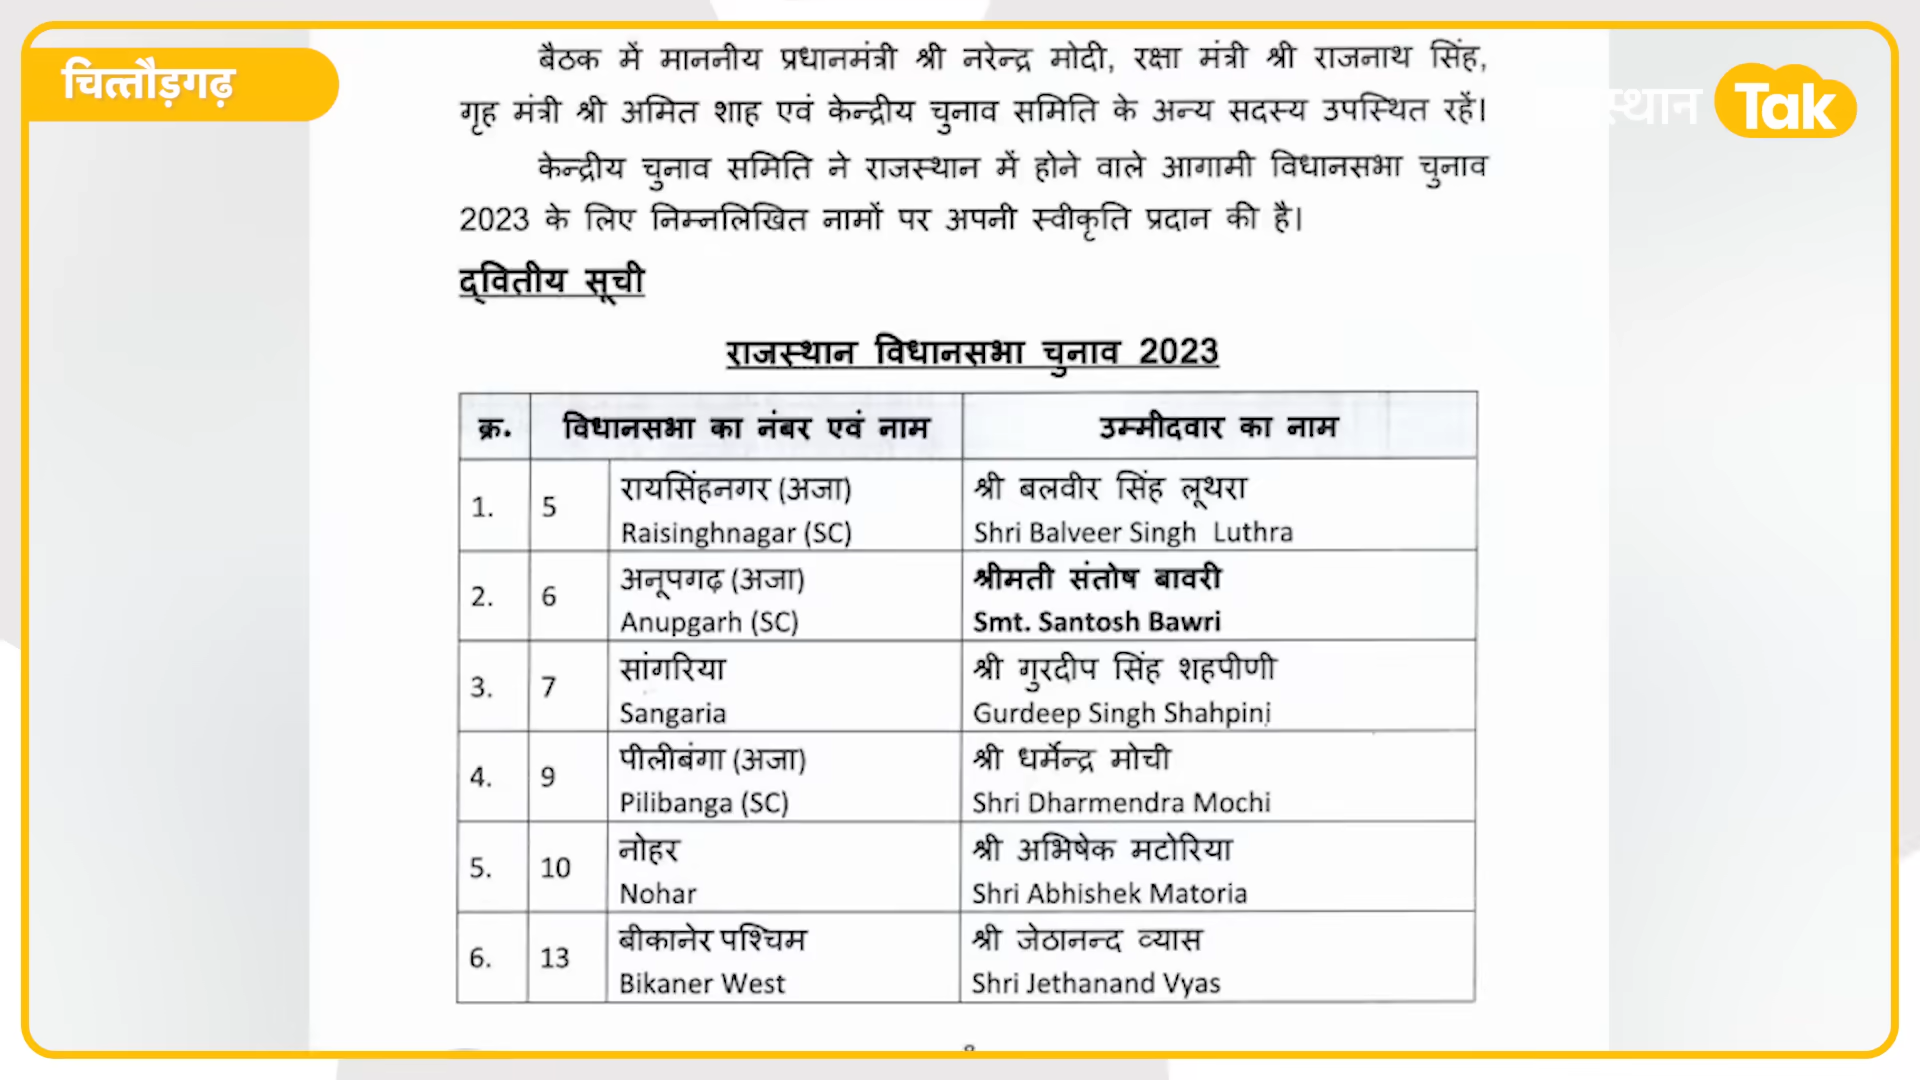 चित्तौड़गढ़
स्थान Tak
बैठक में माननीय प्रधानमंत्री श्री नरेन्द्र मोदी, रक्षा मंत्री श्री राजनाथ सिंह,
गृह मंत्री श्री अमित शाह एवं केन्द्रीय चुनाव समिति के अन्य सदस्य उपस्थित रहें।
केन्द्रीय चुनाव समिति ने राजस्थान में होने वाले आगामी विधानसभा चुनाव
2023 के लिए निम्नलिखित नामों पर अपनी स्वीकृति प्रदान की है।
द्वितीय सूची
राजस्थान विधानसभा चुनाव 2023
क्र. विधानसभा का नंबर एवं नाम उम्मीदवार का नाम
1. 5 रायसिंहनगर (अजा) श्री बलवीर सिंह लूथरा
Raisinghnagar (SC) Shri Balveer Singh Luthra
2. 6 अनूपगढ़ (अजा) श्रीमती संतोष बावरी
Anupgarh (SC) Smt. Santosh Bawri
3. 7 सांगरिया श्री गुरदीप सिंह शहपीणी
Sangaria Gurdeep Singh Shahpini
4. 9 पीलीबंगा (अजा) श्री धर्मेन्द्र मोची
Pilibanga (SC) Shri Dharmendra Mochi
5. 10 नोहर श्री अभिषेक मटोरिया
Nohar Shri Abhishek Matoria
6. 13 बीकानेर पश्चिम श्री जेठानन्द व्यास
Bikaner West Shri Jethanand Vyas